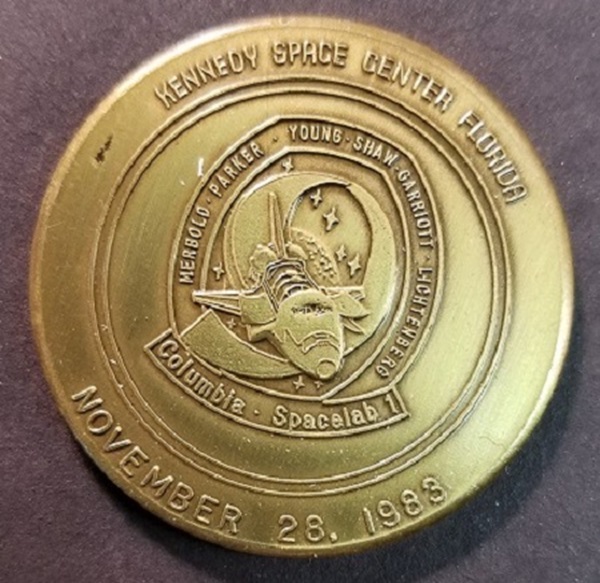 KENNEDY SPACE CENTER FLORIDA
MERBOLD · PARKER · YOUNG · SHAW · GARRIOTT · LICHTENBERG
Columbia · Spacelab 1
NOVEMBER 28, 1983